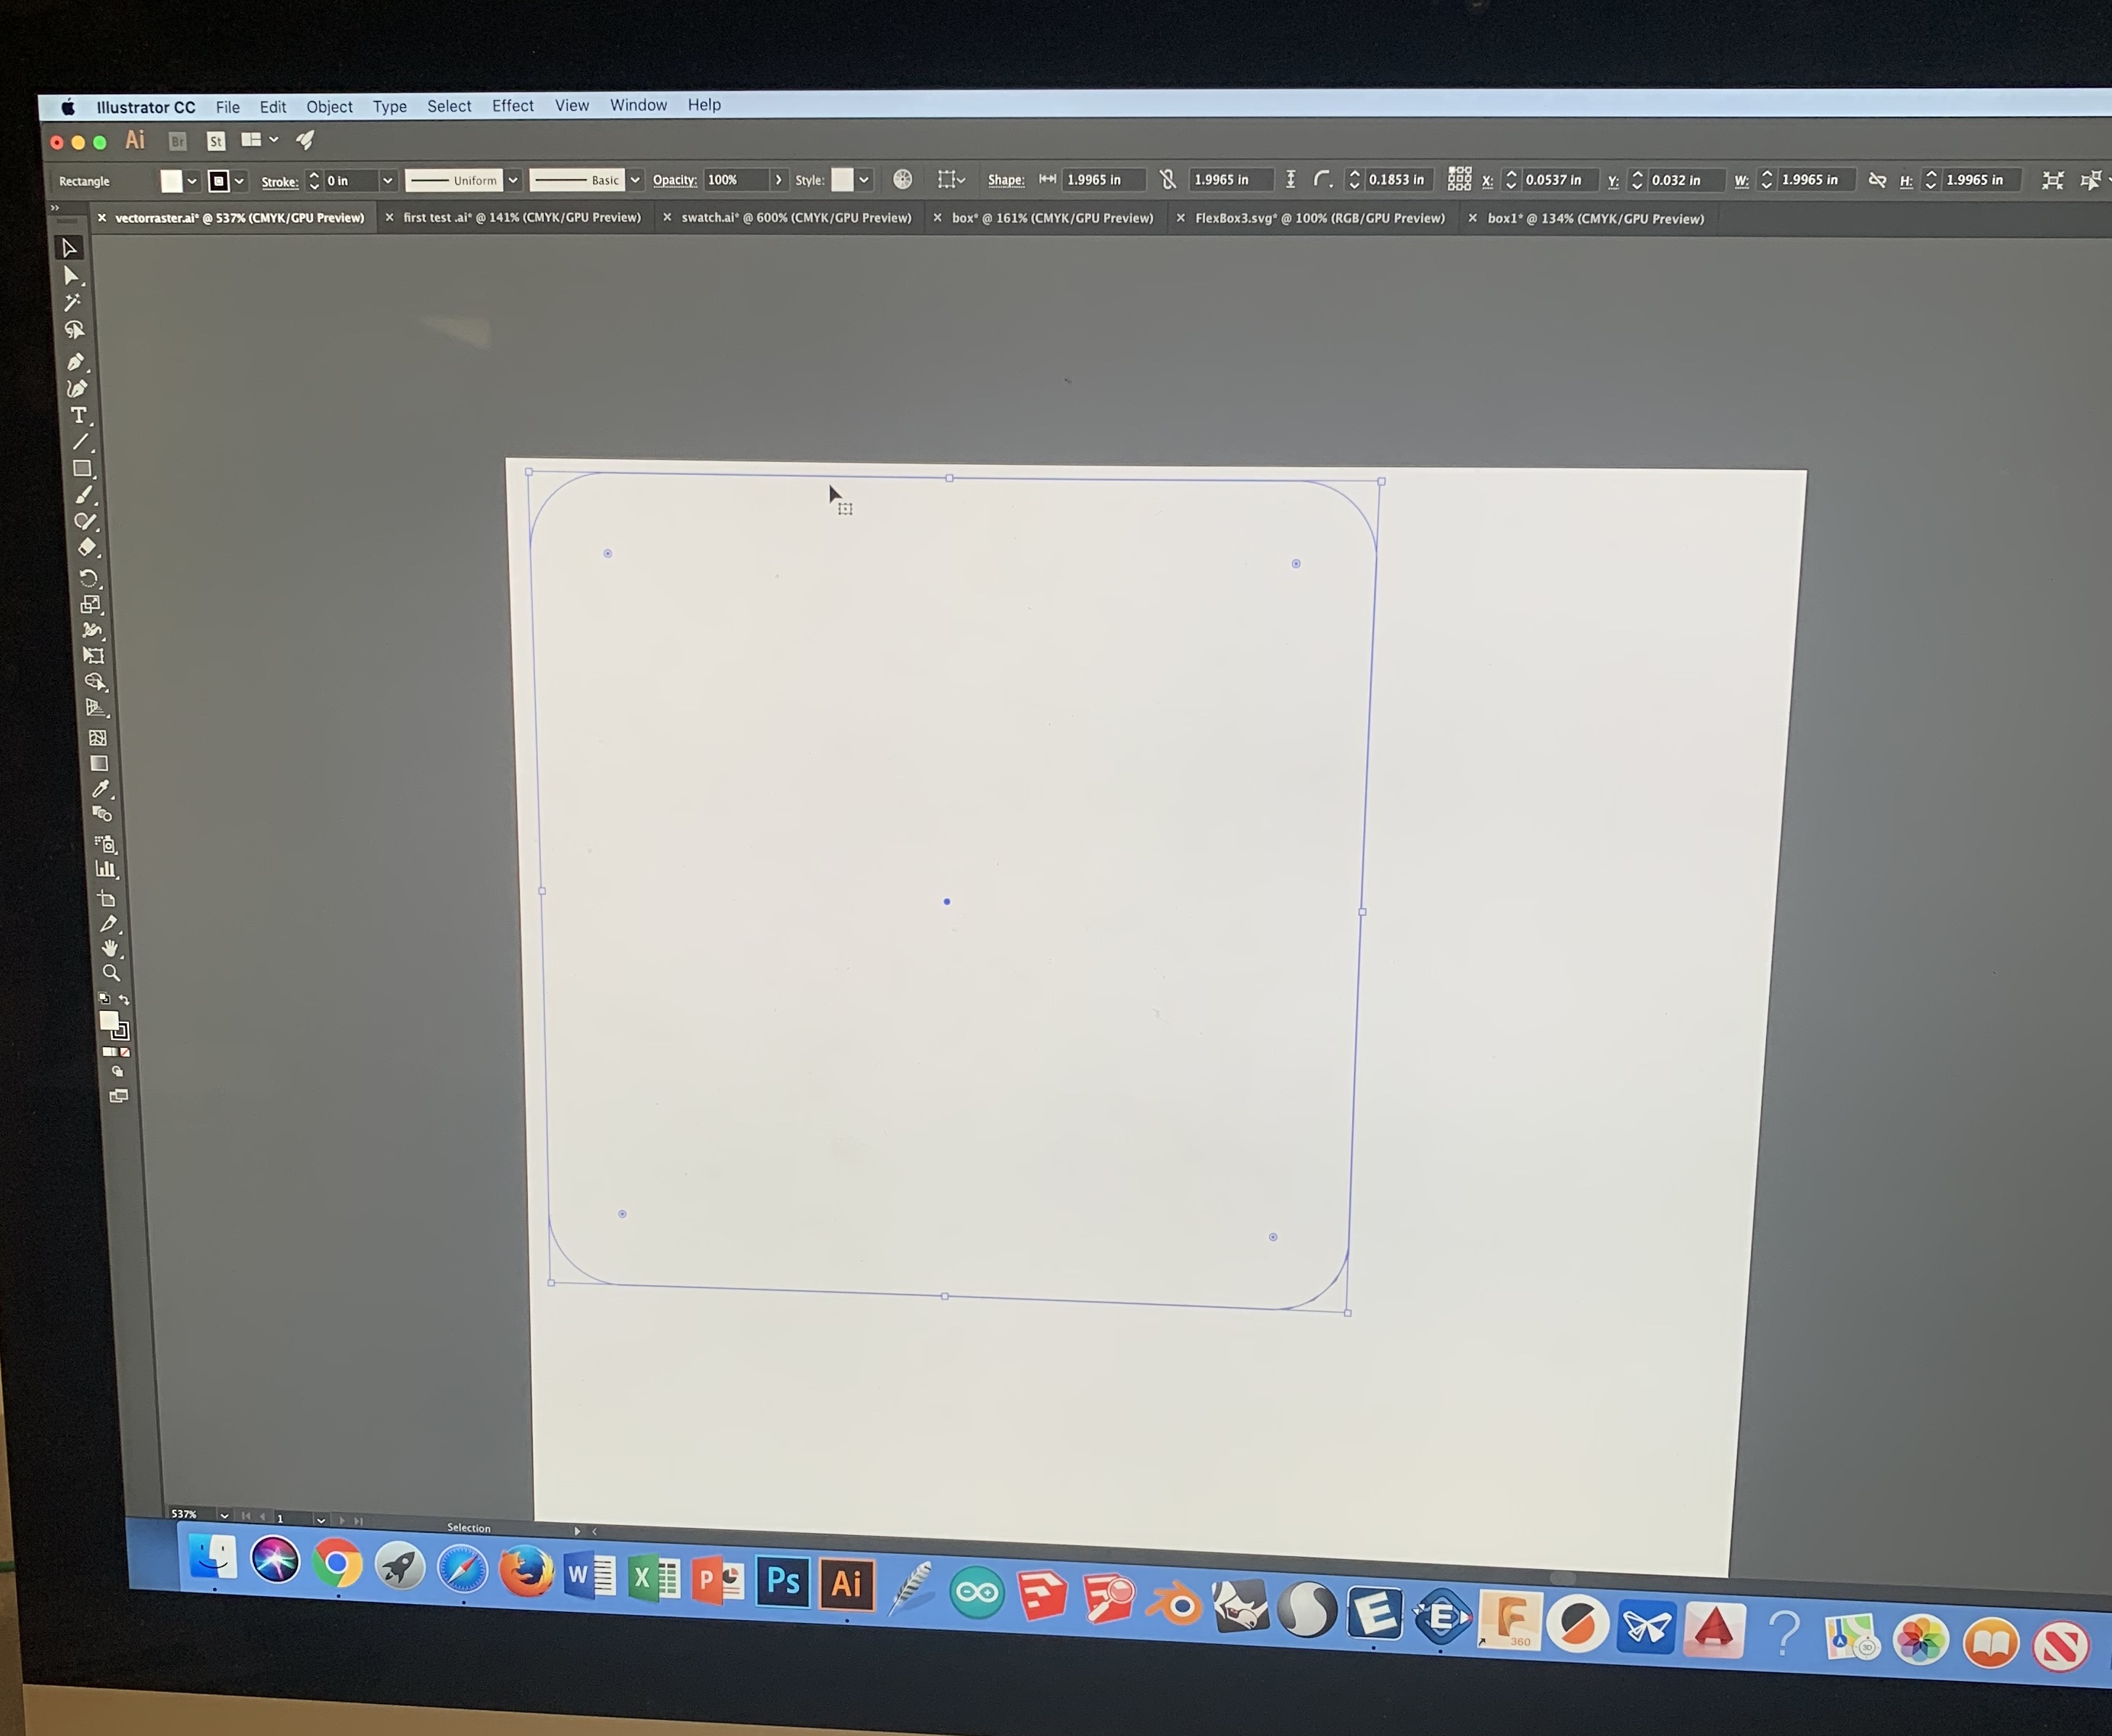 Illustrator CC File Edit Object Type Select Effect View Window Help
Ai Br St
Rectangle Stroke: 0 in Uniform Basic Opacity: 100% Style: Shape: 1.9965 in 1.9965 in 0.1853 in X: 0.0537 in Y: 0.032 in W: 1.9965 in H: 1.9965 in
vectorraster.ai* @ 537% (CMYK/GPU Preview) first test .ai* @ 141% (CMYK/GPU Preview) swatch.ai* @ 600% (CMYK/GPU Preview) box* @ 161% (CMYK/GPU Preview) FlexBox3.svg* @ 100% (RGB/GPU Preview) box1* @ 134% (CMYK/GPU Preview)
T
537% 1 Selection
W X P Ps Ai E E F 360 ? 3D